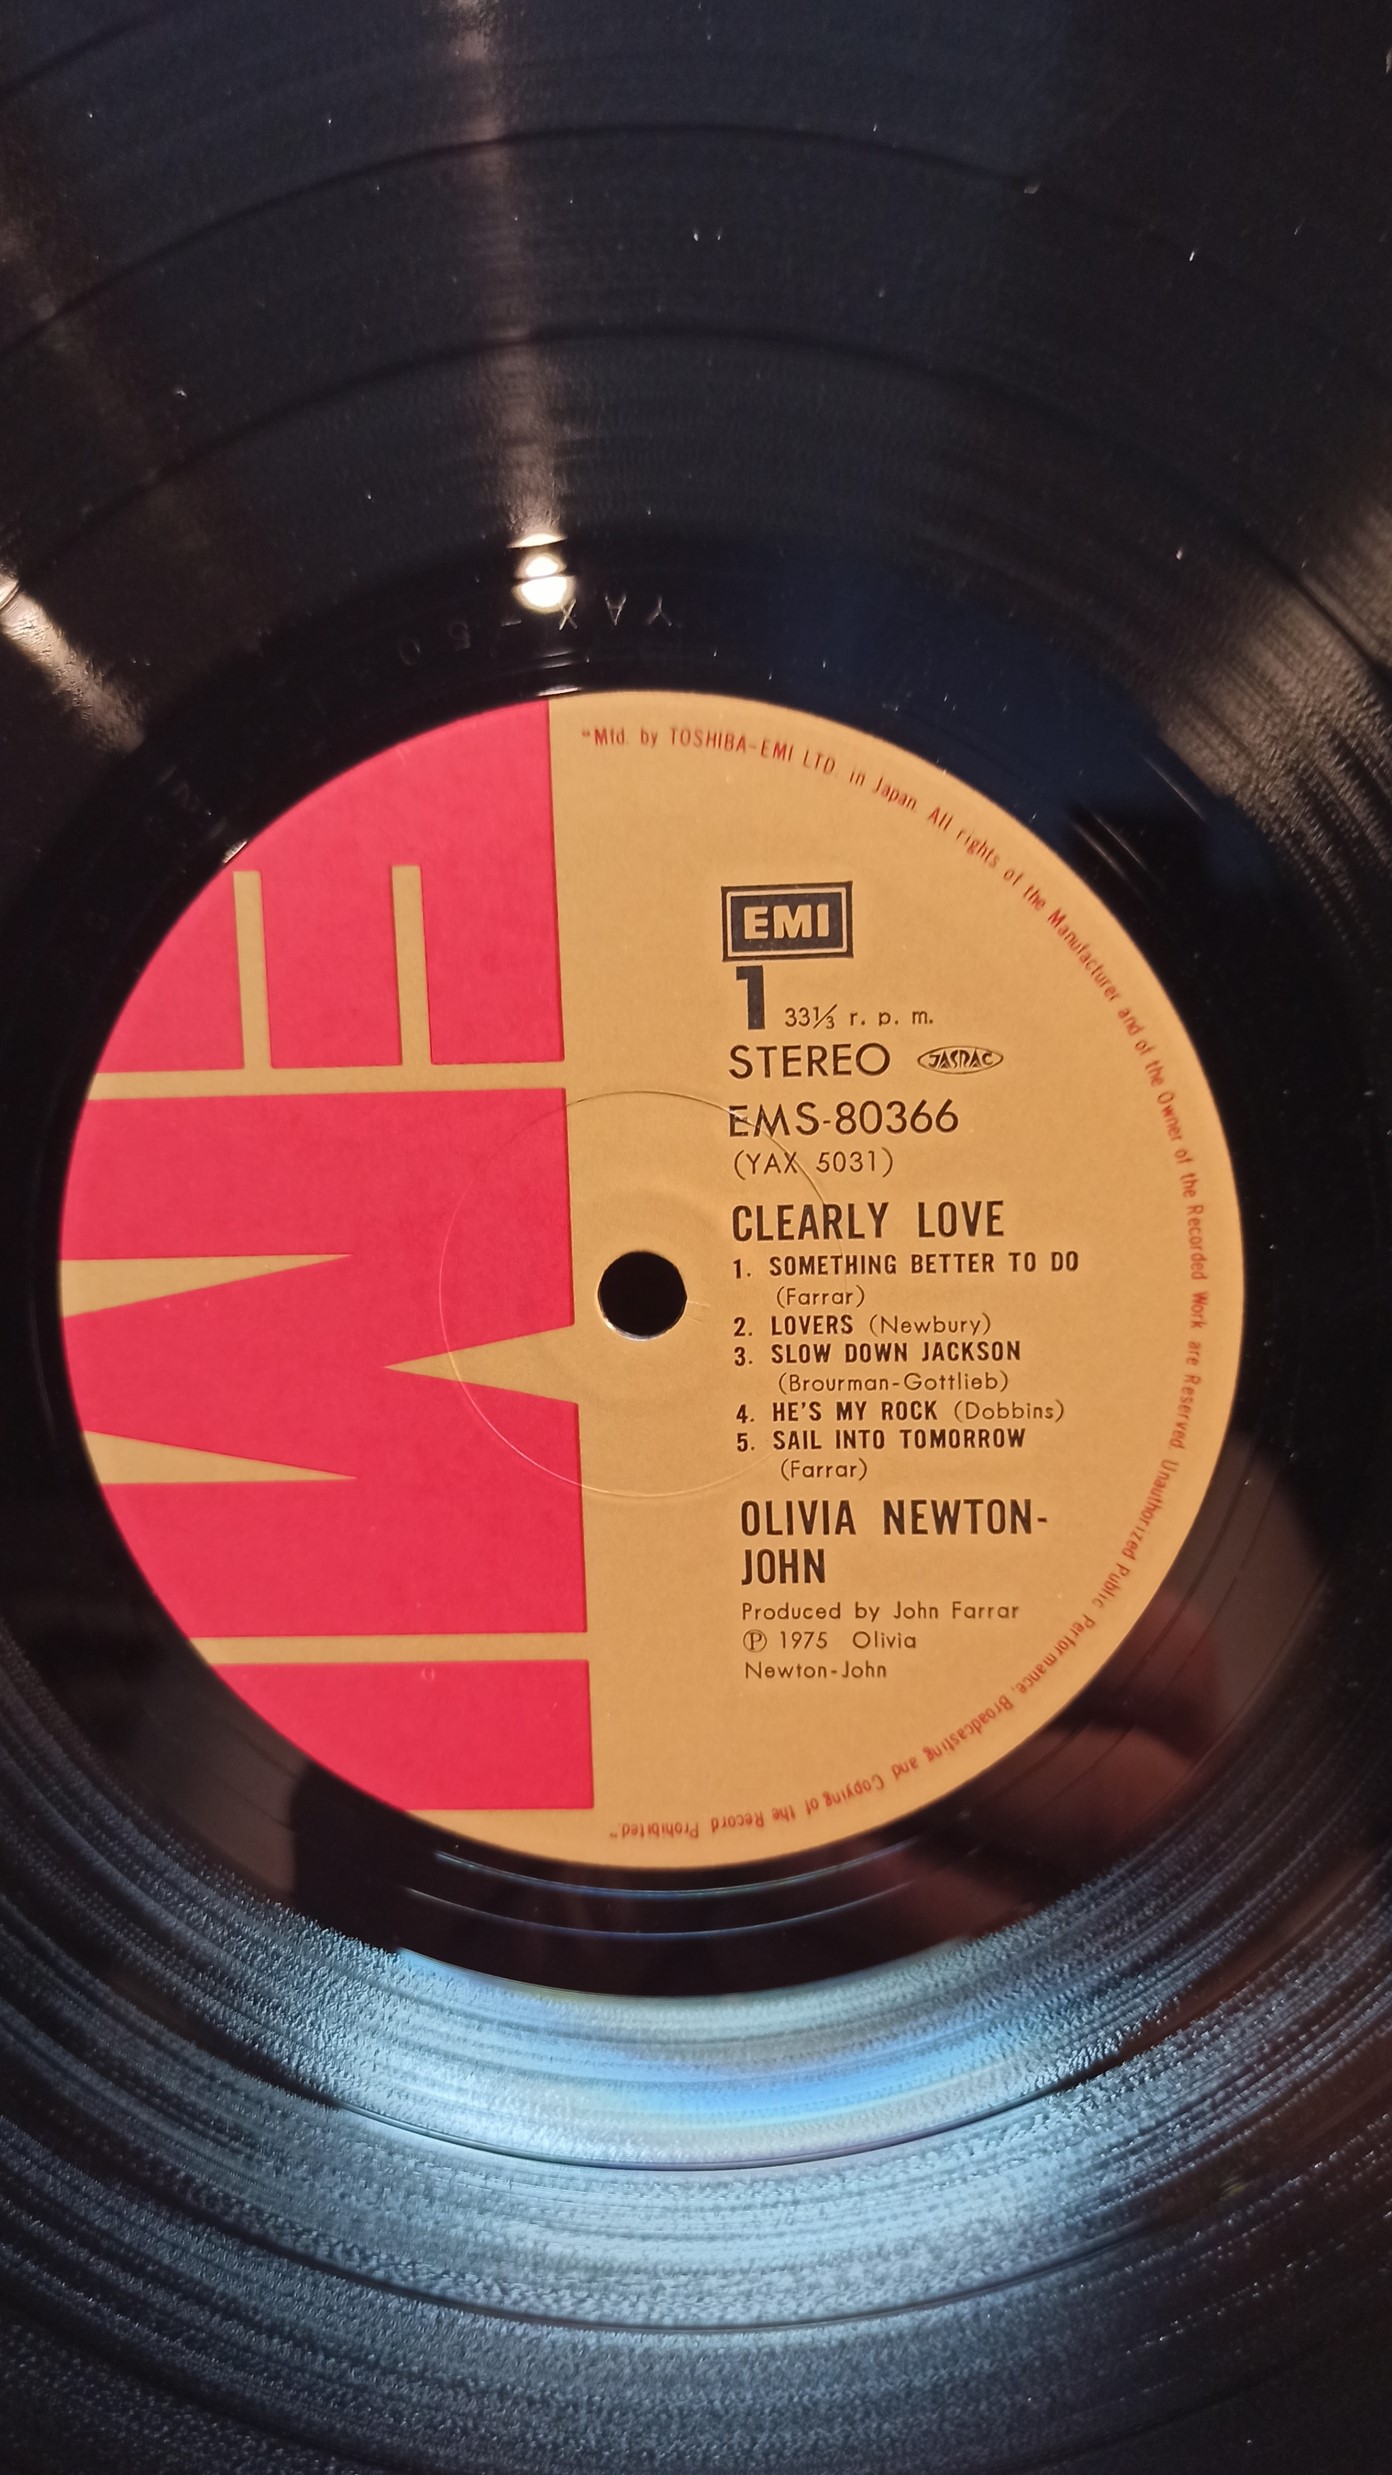 YAX 50
"Mfd. by TOSHIBA-EMI LTD. in Japan. All rights of the Manufacturer and of the Owner of the Recorded Work are Reserved. Unauthorized Public Performance, Broadcasting and Copying of the Record Prohibited."
EMI
EMI
1 33⅓ r. p. m.
STEREO JASRAC
EMS-80366
(YAX 5031)
CLEARLY LOVE
1. SOMETHING BETTER TO DO
(Farrar)
2. LOVERS (Newbury)
3. SLOW DOWN JACKSON
(Brourman-Gottlieb)
4. HE'S MY ROCK (Dobbins)
5. SAIL INTO TOMORROW
(Farrar)
OLIVIA NEWTON-
JOHN
Produced by John Farrar
Ⓟ 1975 Olivia
Newton-John